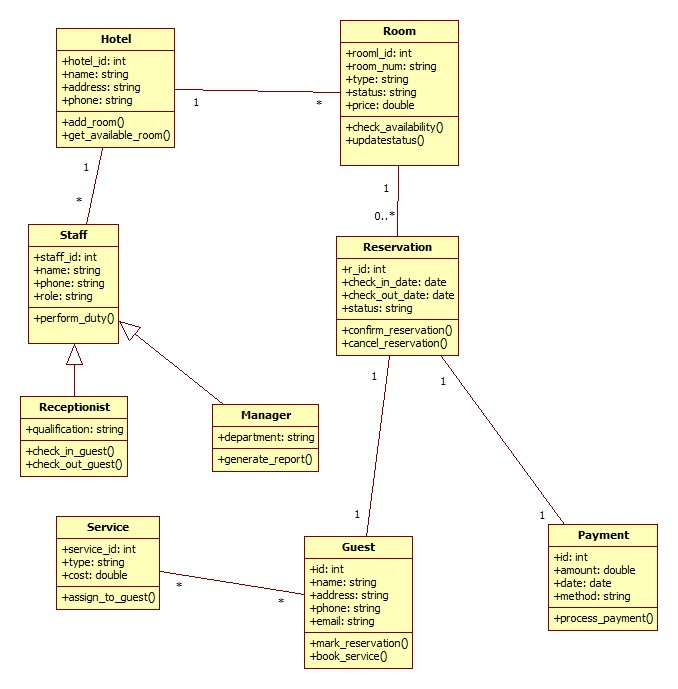 Hotel
+hotel_id: int
+name: string
+address: string
+phone: string
+add_room()
+get_available_room()
Room
+rooml_id: int
+room_num: string
+type: string
+status: string
+price: double
+check_availability()
+updatestatus()
1
*
1
*
1
0..*
Staff
+staff_id: int
+name: string
+phone: string
+role: string
+perform_duty()
Reservation
+r_id: int
+check_in_date: date
+check_out_date: date
+status: string
+confirm_reservation()
+cancel_reservation()
1
1
Receptionist
+qualification: string
+check_in_guest()
+check_out_guest()
Manager
+department: string
+generate_report()
1
1
Service
+service_id: int
+type: string
+cost: double
+assign_to_guest()
*
*
Guest
+id: int
+name: string
+address: string
+phone: string
+email: string
+mark_reservation()
+book_service()
Payment
+id: int
+amount: double
+date: date
+method: string
+process_payment()